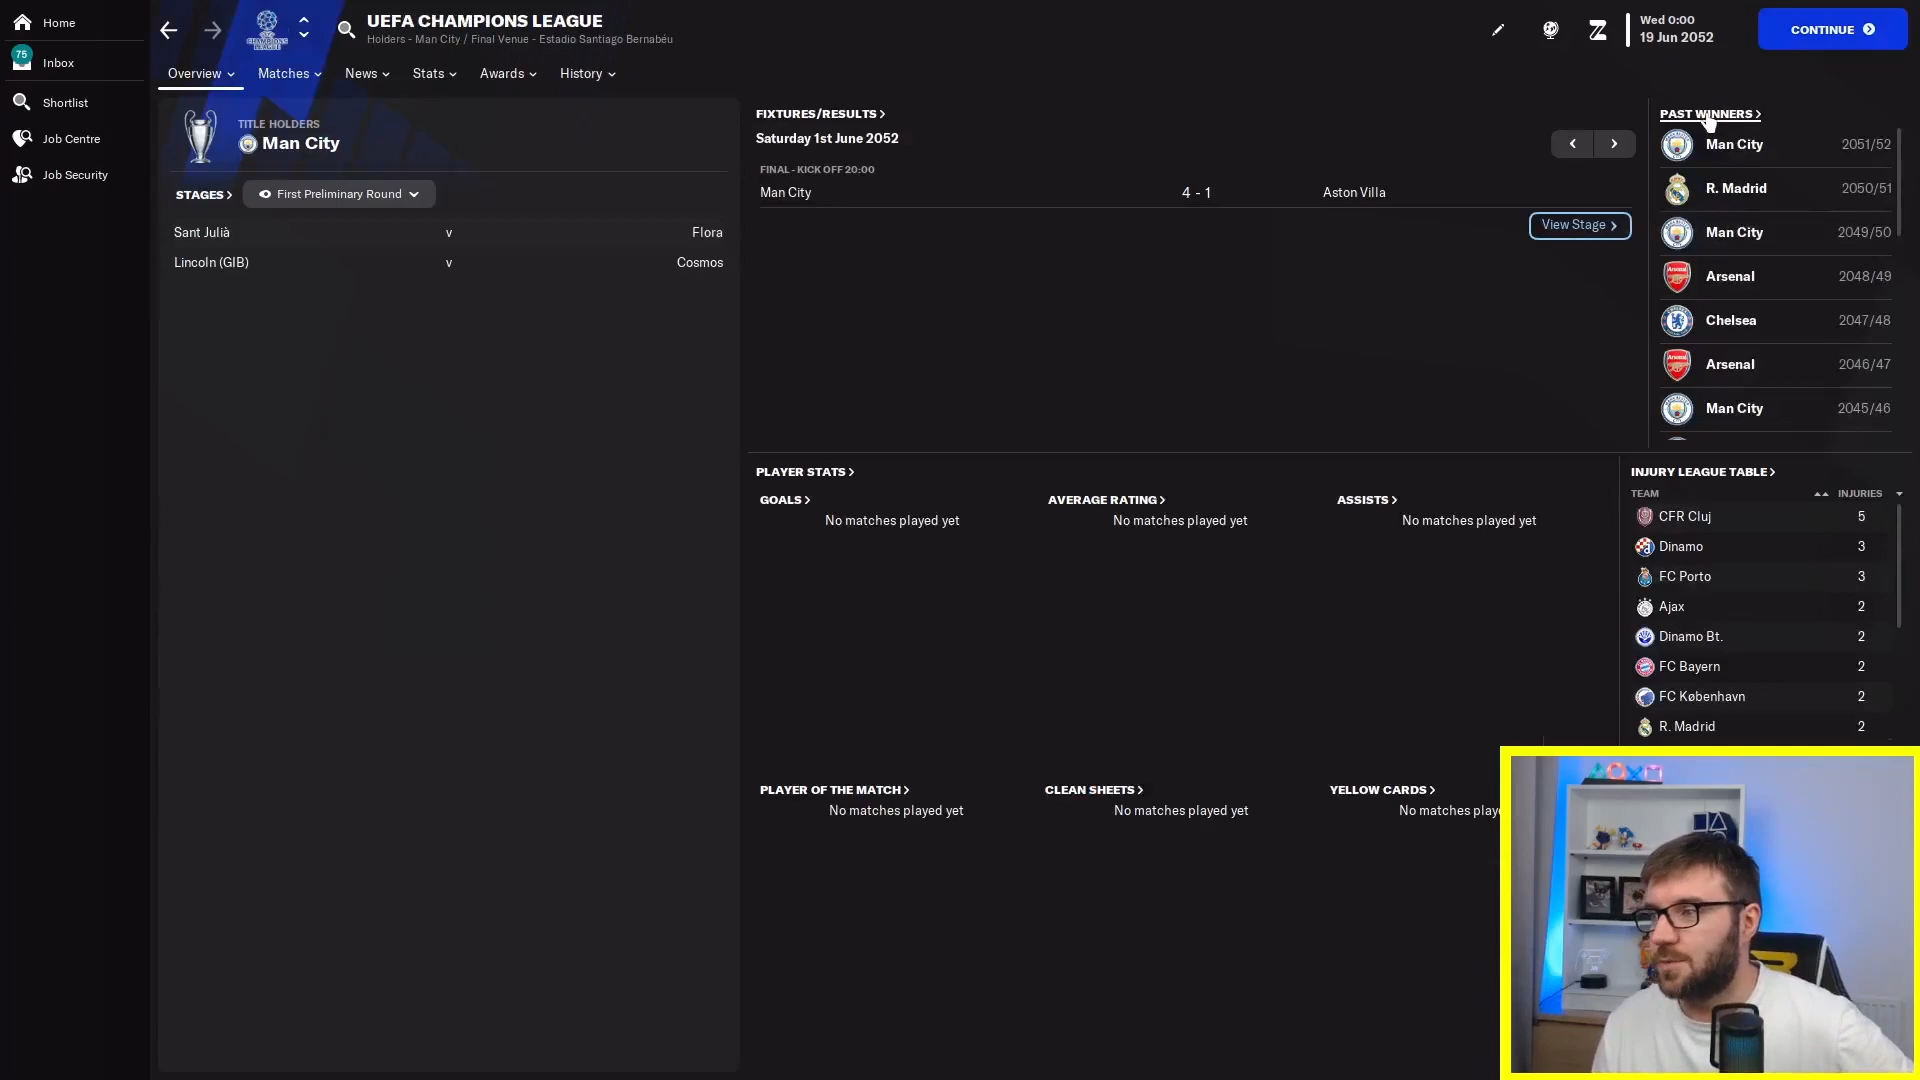 Home
75
Inbox
Shortlist
Job Centre
Job Security
UEFA CHAMPIONS LEAGUE
Holders - Man City / Final Venue - Estadio Santiago Bernabéu
Wed 0:00
19 Jun 2052
CONTINUE
Overview Matches News Stats Awards History
TITLE HOLDERS
Man City
STAGES First Preliminary Round
Sant Julià v Flora
Lincoln (GIB) v Cosmos
FIXTURES/RESULTS
Saturday 1st June 2052
FINAL - KICK OFF 20:00
Man City 4 - 1 Aston Villa
View Stage
PAST WINNERS
Man City 2051/52
R. Madrid 2050/51
Man City 2049/50
Arsenal 2048/49
Chelsea 2047/48
Arsenal 2046/47
Man City 2045/46
PLAYER STATS
GOALS
No matches played yet
AVERAGE RATING
No matches played yet
ASSISTS
No matches played yet
PLAYER OF THE MATCH
No matches played yet
CLEAN SHEETS
No matches played yet
YELLOW CARDS
No matches playe
INJURY LEAGUE TABLE
TEAM INJURIES
CFR Cluj 5
Dinamo 3
FC Porto 3
Ajax 2
Dinamo Bt. 2
FC Bayern 2
FC København 2
R. Madrid 2